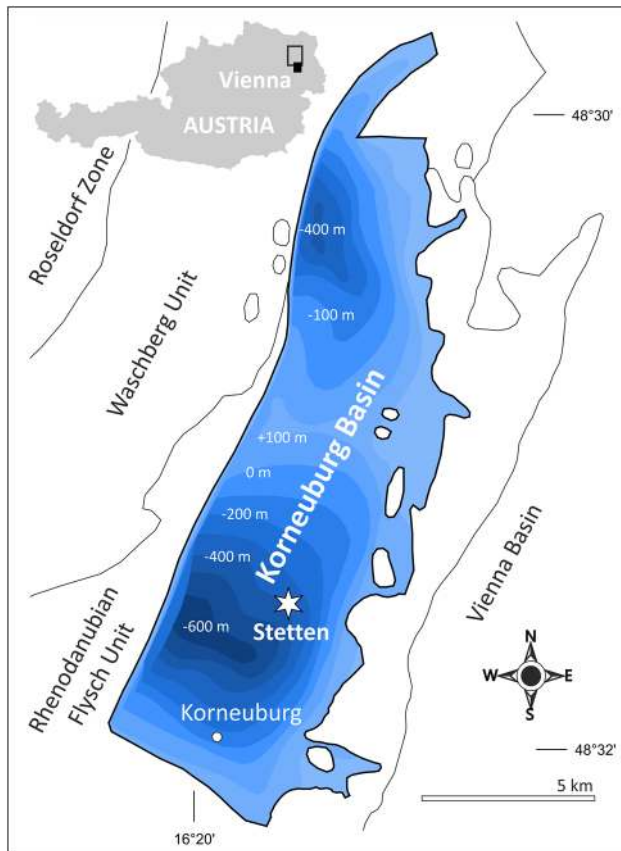 Vienna
AUSTRIA
48°30'
Roseldorf Zone
Waschberg Unit
-400 m
-100 m
Korneuburg Basin
+100 m
0 m
-200 m
-400 m
-600 m
Stetten
Vienna Basin
Rhenodanubian
Flysch Unit
Korneuburg
N
W
E
S
48°32'
5 km
16°20'